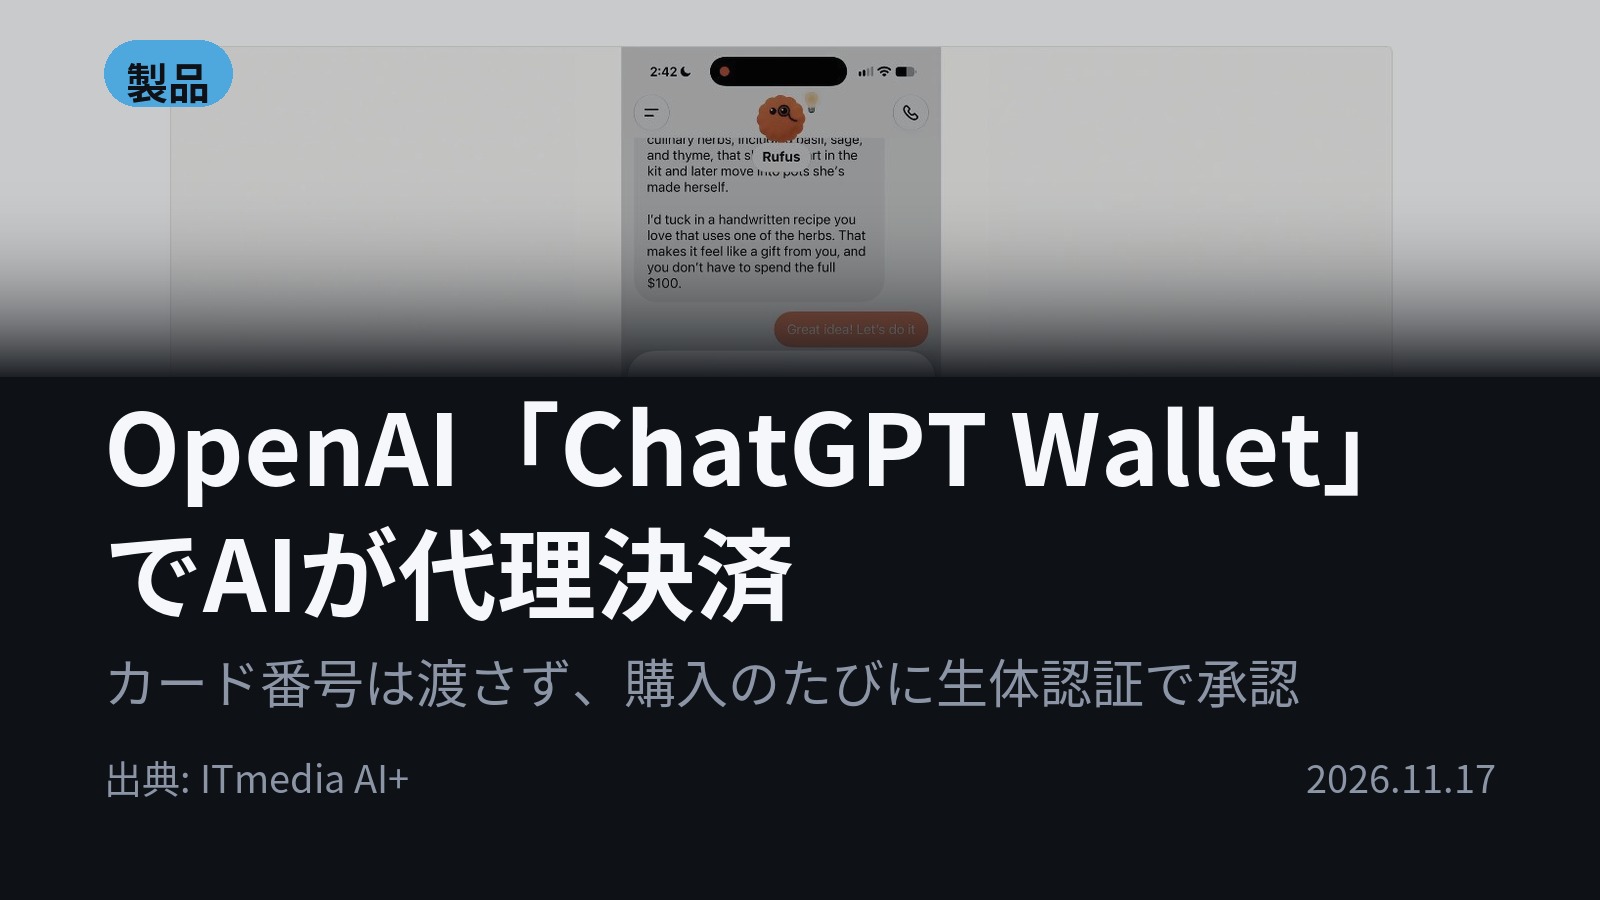 製品
2:42
culinary herbs, including basil, sage,
and thyme, that s rt in the
Rufus
kit and later move into pots she's
made herself.
I'd tuck in a handwritten recipe you
love that uses one of the herbs. That
makes it feel like a gift from you, and
you don't have to spend the full
$100.
Great idea! Let's do it
OpenAI「ChatGPT Wallet」
でAIが代理決済
カード番号は渡さず、購入のたびに生体認証で承認
出典: ITmedia AI+
2026.11.17